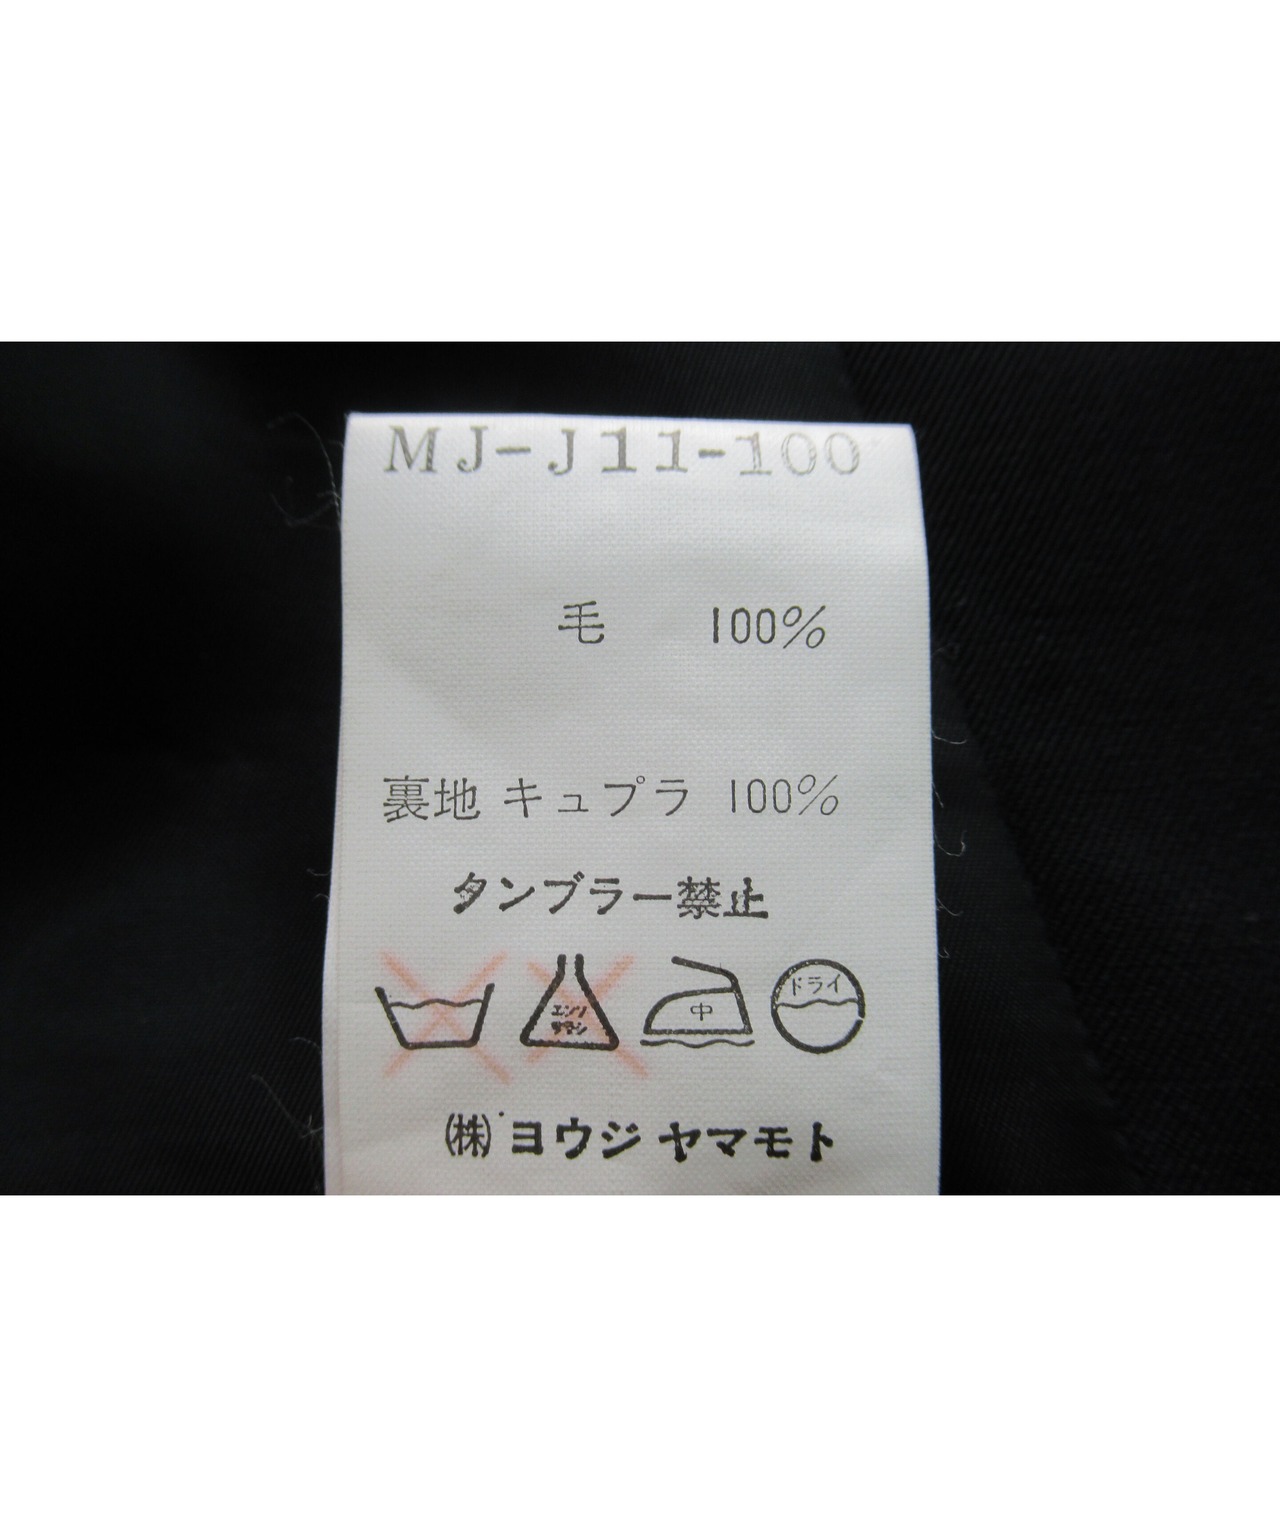 MJ-J11-100
毛 100%
裏地 キュプラ 100%
タンブラー禁止
エンソ
サラシ
中
ドライ
㈱ヨウジヤマモト